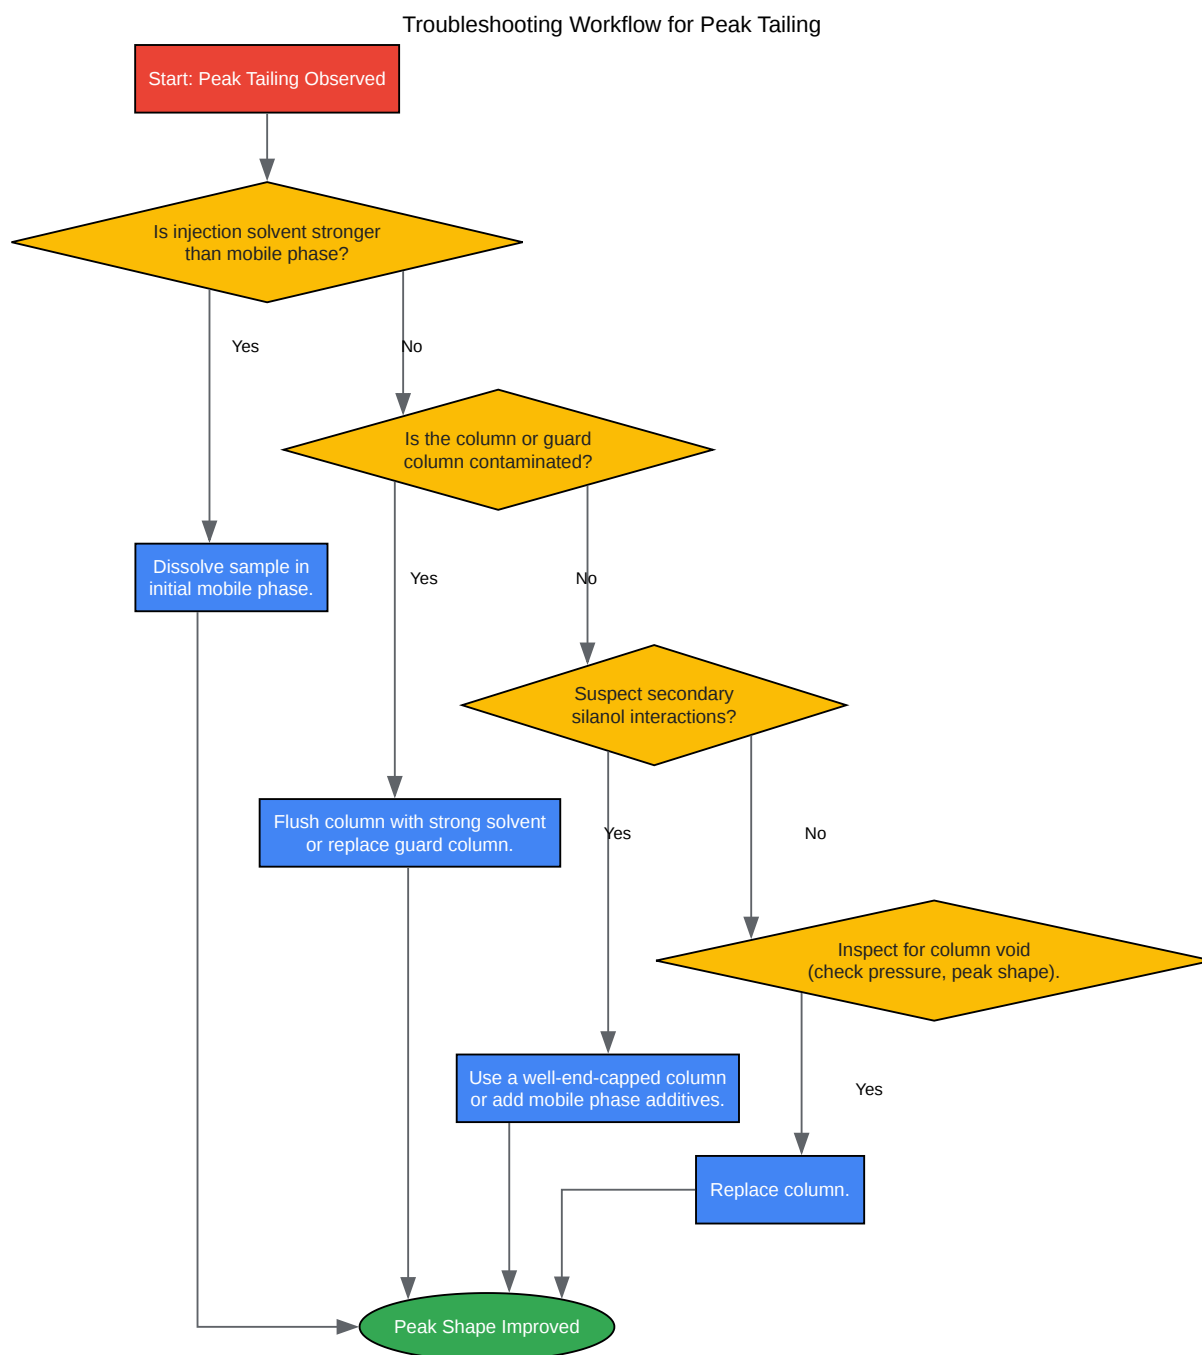 Troubleshooting Workflow for Peak Tailing
Start: Peak Tailing Observed
Is injection solvent stronger
than mobile phase?
Yes
No
Is the column or guard
column contaminated?
Dissolve sample in
initial mobile phase.
Yes
No
Suspect secondary
silanol interactions?
Flush column with strong solvent
or replace guard column.
Yes
No
Inspect for column void
(check pressure, peak shape).
Use a well-end-capped column
or add mobile phase additives.
Yes
Replace column.
Peak Shape Improved